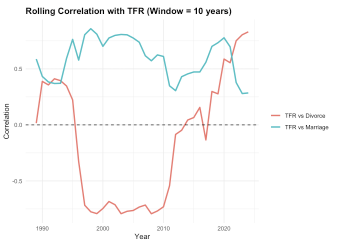 Rolling Correlation with TFR (Window = 10 years)
Correlation
0.5
0.0
-0.5
1990
2000
2010
2020
Year
TFR vs Divorce
TFR vs Marriage